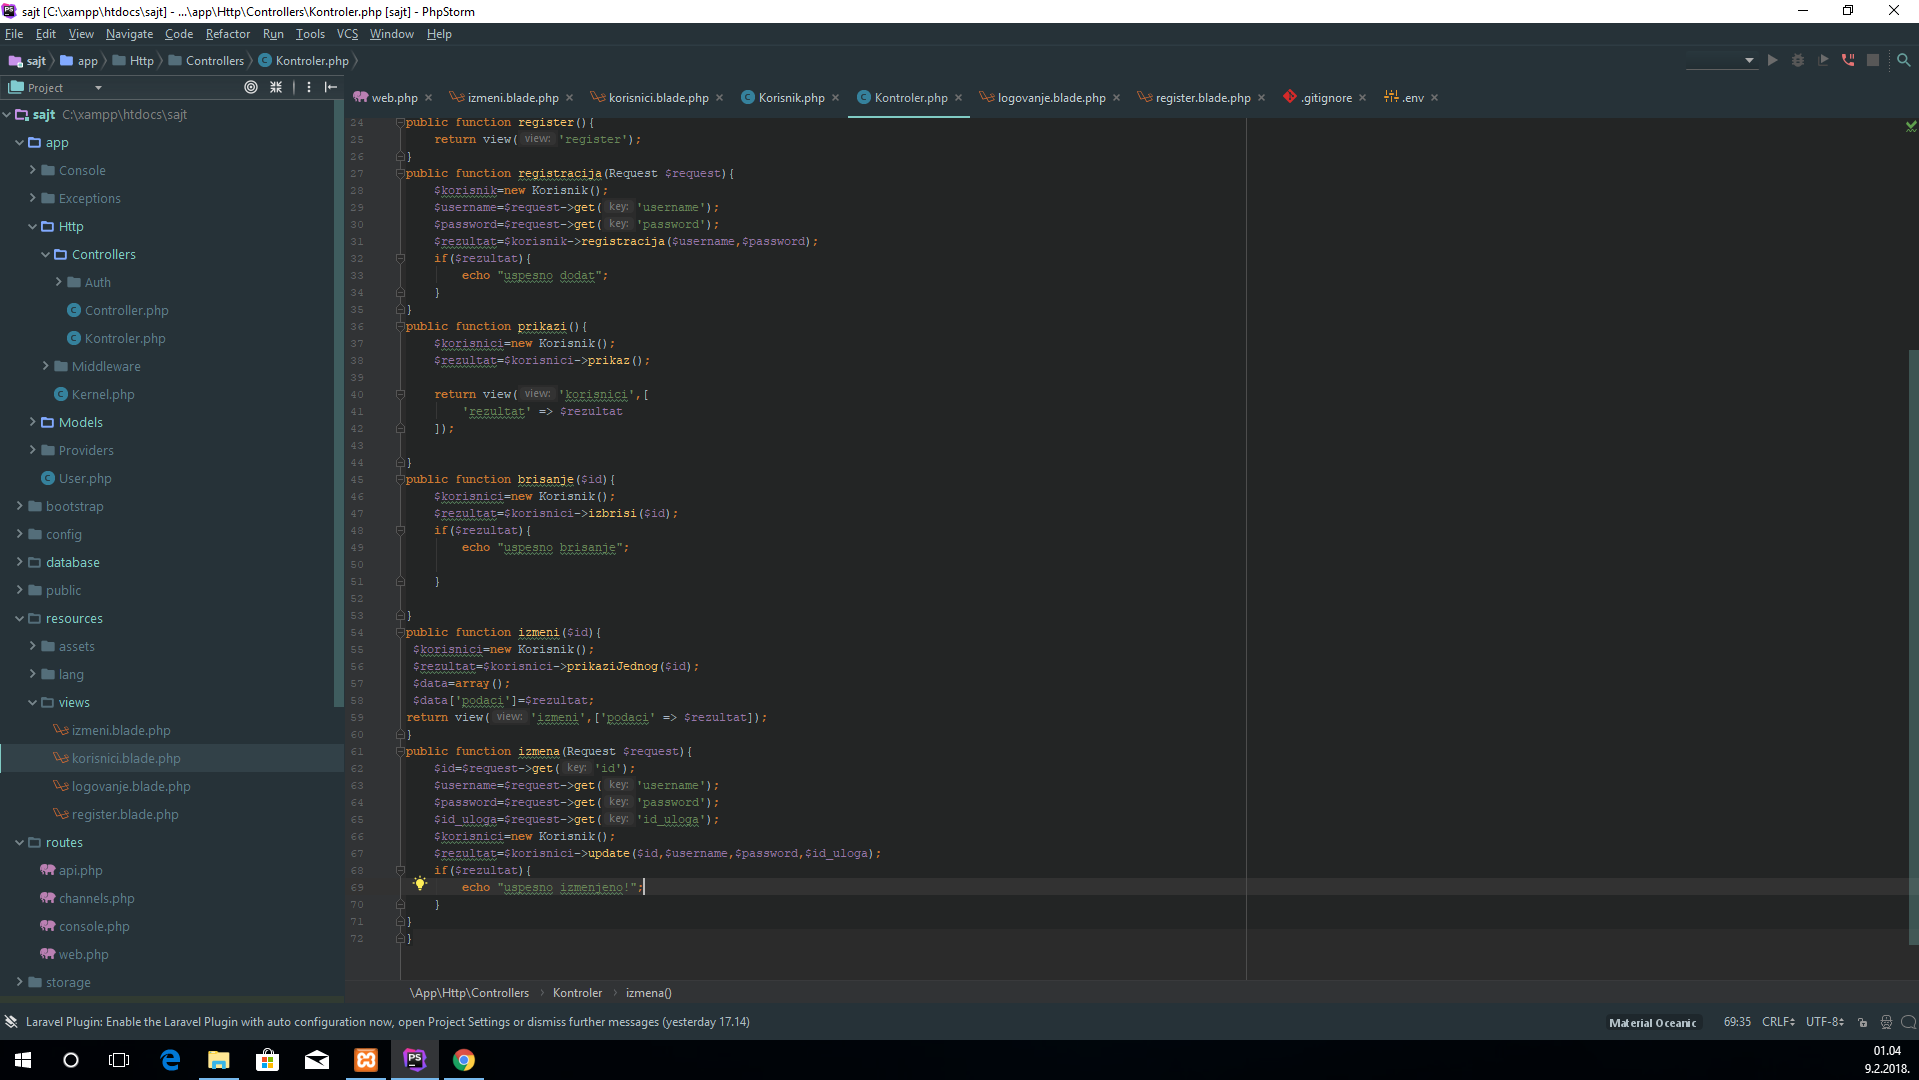 sajt [C:\xampp\htdocs\sajt] - ...\app\Http\Controllers\Kontroler.php [sajt] - PhpStorm
File Edit View Navigate Code Refactor Run Tools VCS Window Help
sajt app Http Controllers Kontroler.php
Project
web.php izmeni.blade.php korisnici.blade.php Korisnik.php Kontroler.php logovanje.blade.php register.blade.php .gitignore .env
sajt C:\xampp\htdocs\sajt
app
Console
Exceptions
Http
Controllers
Auth
Controller.php
Kontroler.php
Middleware
Kernel.php
Models
Providers
User.php
bootstrap
config
database
public
resources
assets
lang
views
izmeni.blade.php
korisnici.blade.php
logovanje.blade.php
register.blade.php
routes
api.php
channels.php
console.php
web.php
storage
24 public function register(){
25 return view( view: 'register');
26 }
27 public function registracija(Request $request){
28 $korisnik=new Korisnik();
29 $username=$request->get( key: 'username');
30 $password=$request->get( key: 'password');
31 $rezultat=$korisnik->registracija($username,$password);
32 if($rezultat){
33 echo "uspesno dodat";
34 }
35 }
36 public function prikazi(){
37 $korisnici=new Korisnik();
38 $rezultat=$korisnici->prikaz();
39
40 return view( view: 'korisnici',[
41 'rezultat' => $rezultat
42 ]);
43
44 }
45 public function brisanje($id){
46 $korisnici=new Korisnik();
47 $rezultat=$korisnici->izbrisi($id);
48 if($rezultat){
49 echo "uspesno brisanje";
50
51 }
52
53 }
54 public function izmeni($id){
55 $korisnici=new Korisnik();
56 $rezultat=$korisnici->prikaziJednog($id);
57 $data=array();
58 $data['podaci']=$rezultat;
59 return view( view: 'izmeni',['podaci' => $rezultat]);
60 }
61 public function izmena(Request $request){
62 $id=$request->get( key: 'id');
63 $username=$request->get( key: 'username');
64 $password=$request->get( key: 'password');
65 $id_uloga=$request->get( key: 'id_uloga');
66 $korisnici=new Korisnik();
67 $rezultat=$korisnici->update($id,$username,$password,$id_uloga);
68 if($rezultat){
69 echo "uspesno izmenjeno!";
70 }
71 }
72 }
\App\Http\Controllers Kontroler izmena()
Laravel Plugin: Enable the Laravel Plugin with auto configuration now, open Project Settings or dismiss further messages (yesterday 17.14)
Material Oceanic 69:35 CRLF UTF-8
PS
01.04
9.2.2018.